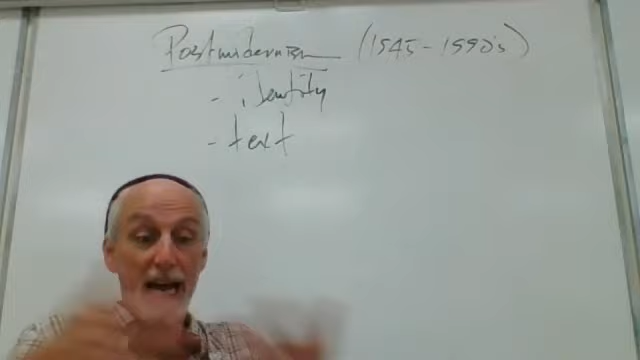 Postmodernism (1945-1990's)
- identity
- text